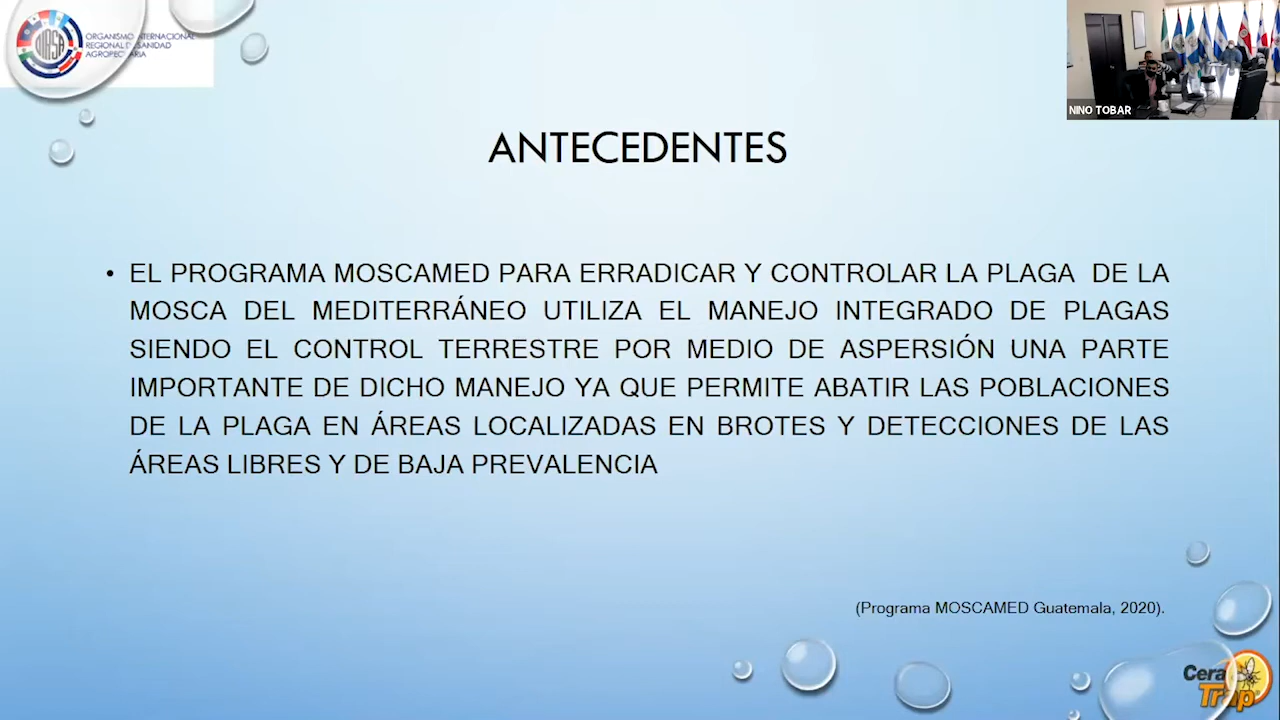 OIRSA
ORGANISMO INTERNACIONAL
REGIONAL DE SANIDAD
AGROPECUARIA
NINO TOBAR
ANTECEDENTES
• EL PROGRAMA MOSCAMED PARA ERRADICAR Y CONTROLAR LA PLAGA DE LA
MOSCA DEL MEDITERRÁNEO UTILIZA EL MANEJO INTEGRADO DE PLAGAS
SIENDO EL CONTROL TERRESTRE POR MEDIO DE ASPERSIÓN UNA PARTE
IMPORTANTE DE DICHO MANEJO YA QUE PERMITE ABATIR LAS POBLACIONES
DE LA PLAGA EN ÁREAS LOCALIZADAS EN BROTES Y DETECCIONES DE LAS
ÁREAS LIBRES Y DE BAJA PREVALENCIA
(Programa MOSCAMED Guatemala, 2020).
Cera
Trap